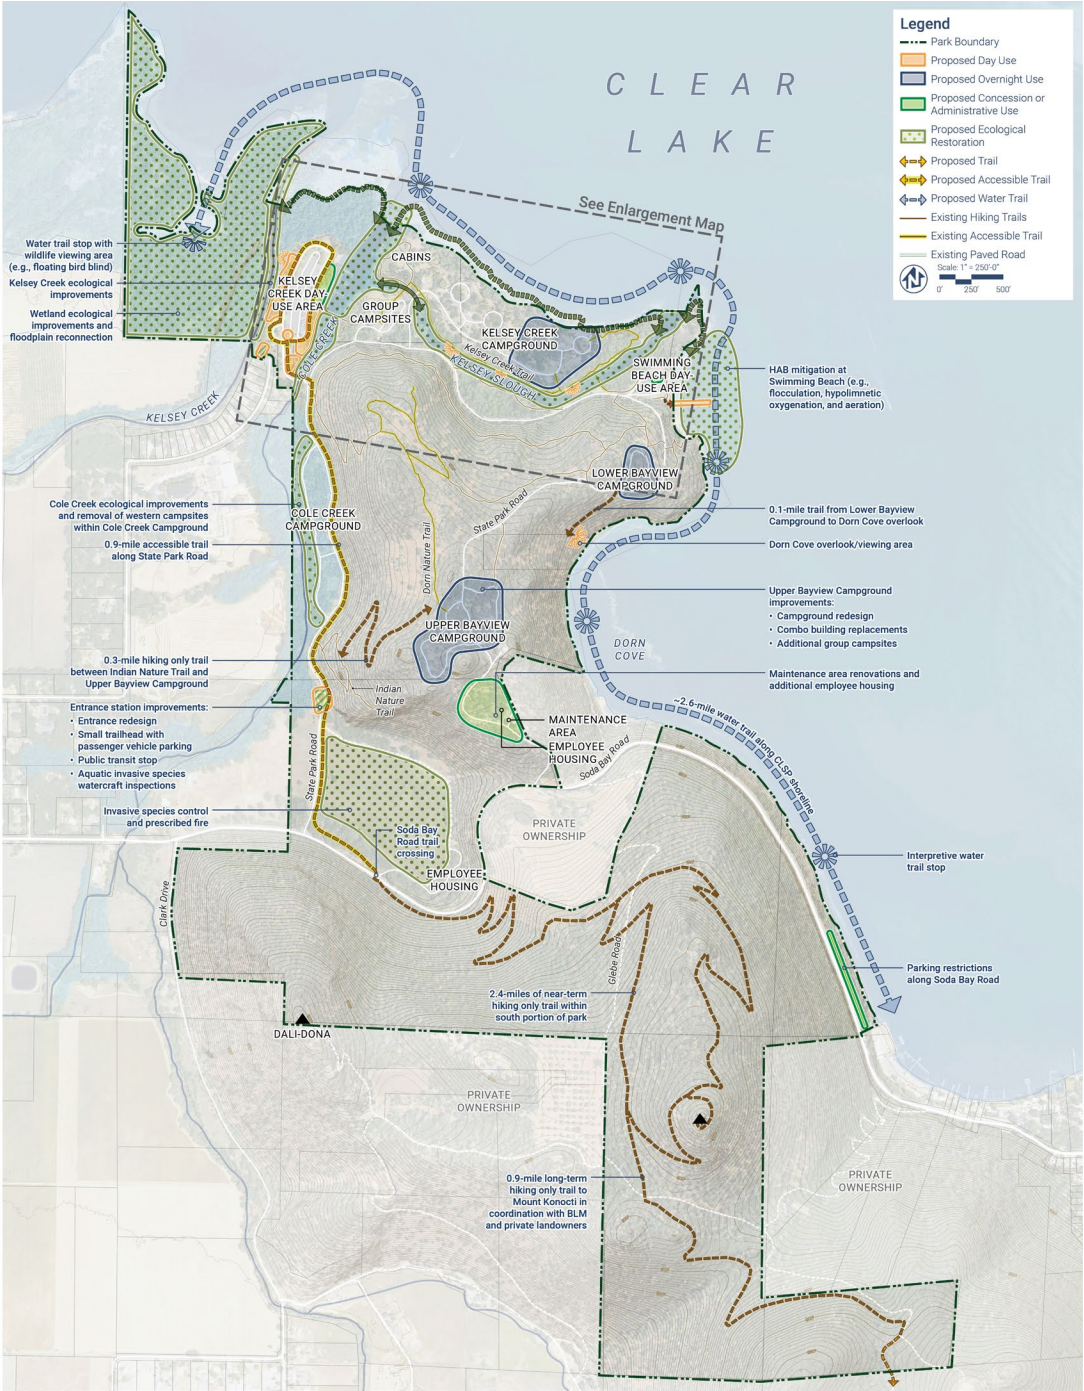 CLEAR
LAKE
Legend
Park Boundary
Proposed Day Use
Proposed Overnight Use
Proposed Concession or
Administrative Use
Proposed Ecological
Restoration
Proposed Trail
Proposed Accessible Trail
Proposed Water Trail
Existing Hiking Trails
Existing Accessible Trail
Existing Paved Road
Scale: 1" = 250'-0"
0' 250' 500'
N
See Enlargement Map
Water trail stop with
wildlife viewing area
(e.g., floating bird blind)
Kelsey Creek ecological
improvements
Wetland ecological
improvements and
floodplain reconnection
CABINS
KELSEY
CREEK DAY-
USE AREA
GROUP
CAMPSITES
COLE CREEK
KELSEY CREEK
CAMPGROUND
Kelsey Creek Trail
KELSEY SLOUGH
SWIMMING
BEACH DAY-
USE AREA
KELSEY CREEK
HAB mitigation at
Swimming Beach (e.g.,
flocculation, hypolimnetic
oxygenation, and aeration)
LOWER BAYVIEW
CAMPGROUND
State Park Road
Cole Creek ecological improvements
and removal of western campsites
within Cole Creek Campground
0.9-mile accessible trail
along State Park Road
COLE CREEK
CAMPGROUND
Dorn Nature Trail
0.1-mile trail from Lower Bayview
Campground to Dorn Cove overlook
Dorn Cove overlook/viewing area
Upper Bayview Campground
improvements:
• Campground redesign
• Combo building replacements
• Additional group campsites
UPPER BAYVIEW
CAMPGROUND
DORN
COVE
0.3-mile hiking only trail
between Indian Nature Trail and
Upper Bayview Campground
Indian
Nature
Trail
Maintenance area renovations and
additional employee housing
Entrance station improvements:
• Entrance redesign
• Small trailhead with
passenger vehicle parking
• Public transit stop
• Aquatic invasive species
watercraft inspections
MAINTENANCE
AREA
EMPLOYEE
HOUSING
Soda Bay Road
~2.6-mile water trail along CLSP shoreline
State Park Road
Invasive species control
and prescribed fire
Soda Bay
Road trail
crossing
PRIVATE
OWNERSHIP
EMPLOYEE
HOUSING
Interpretive water
trail stop
Clark Drive
Glebe Road
Parking restrictions
along Soda Bay Road
2.4-miles of near-term
hiking only trail within
south portion of park
DALI-DONA
PRIVATE
OWNERSHIP
0.9-mile long-term
hiking only trail to
Mount Konocti in
coordination with BLM
and private landowners
PRIVATE
OWNERSHIP